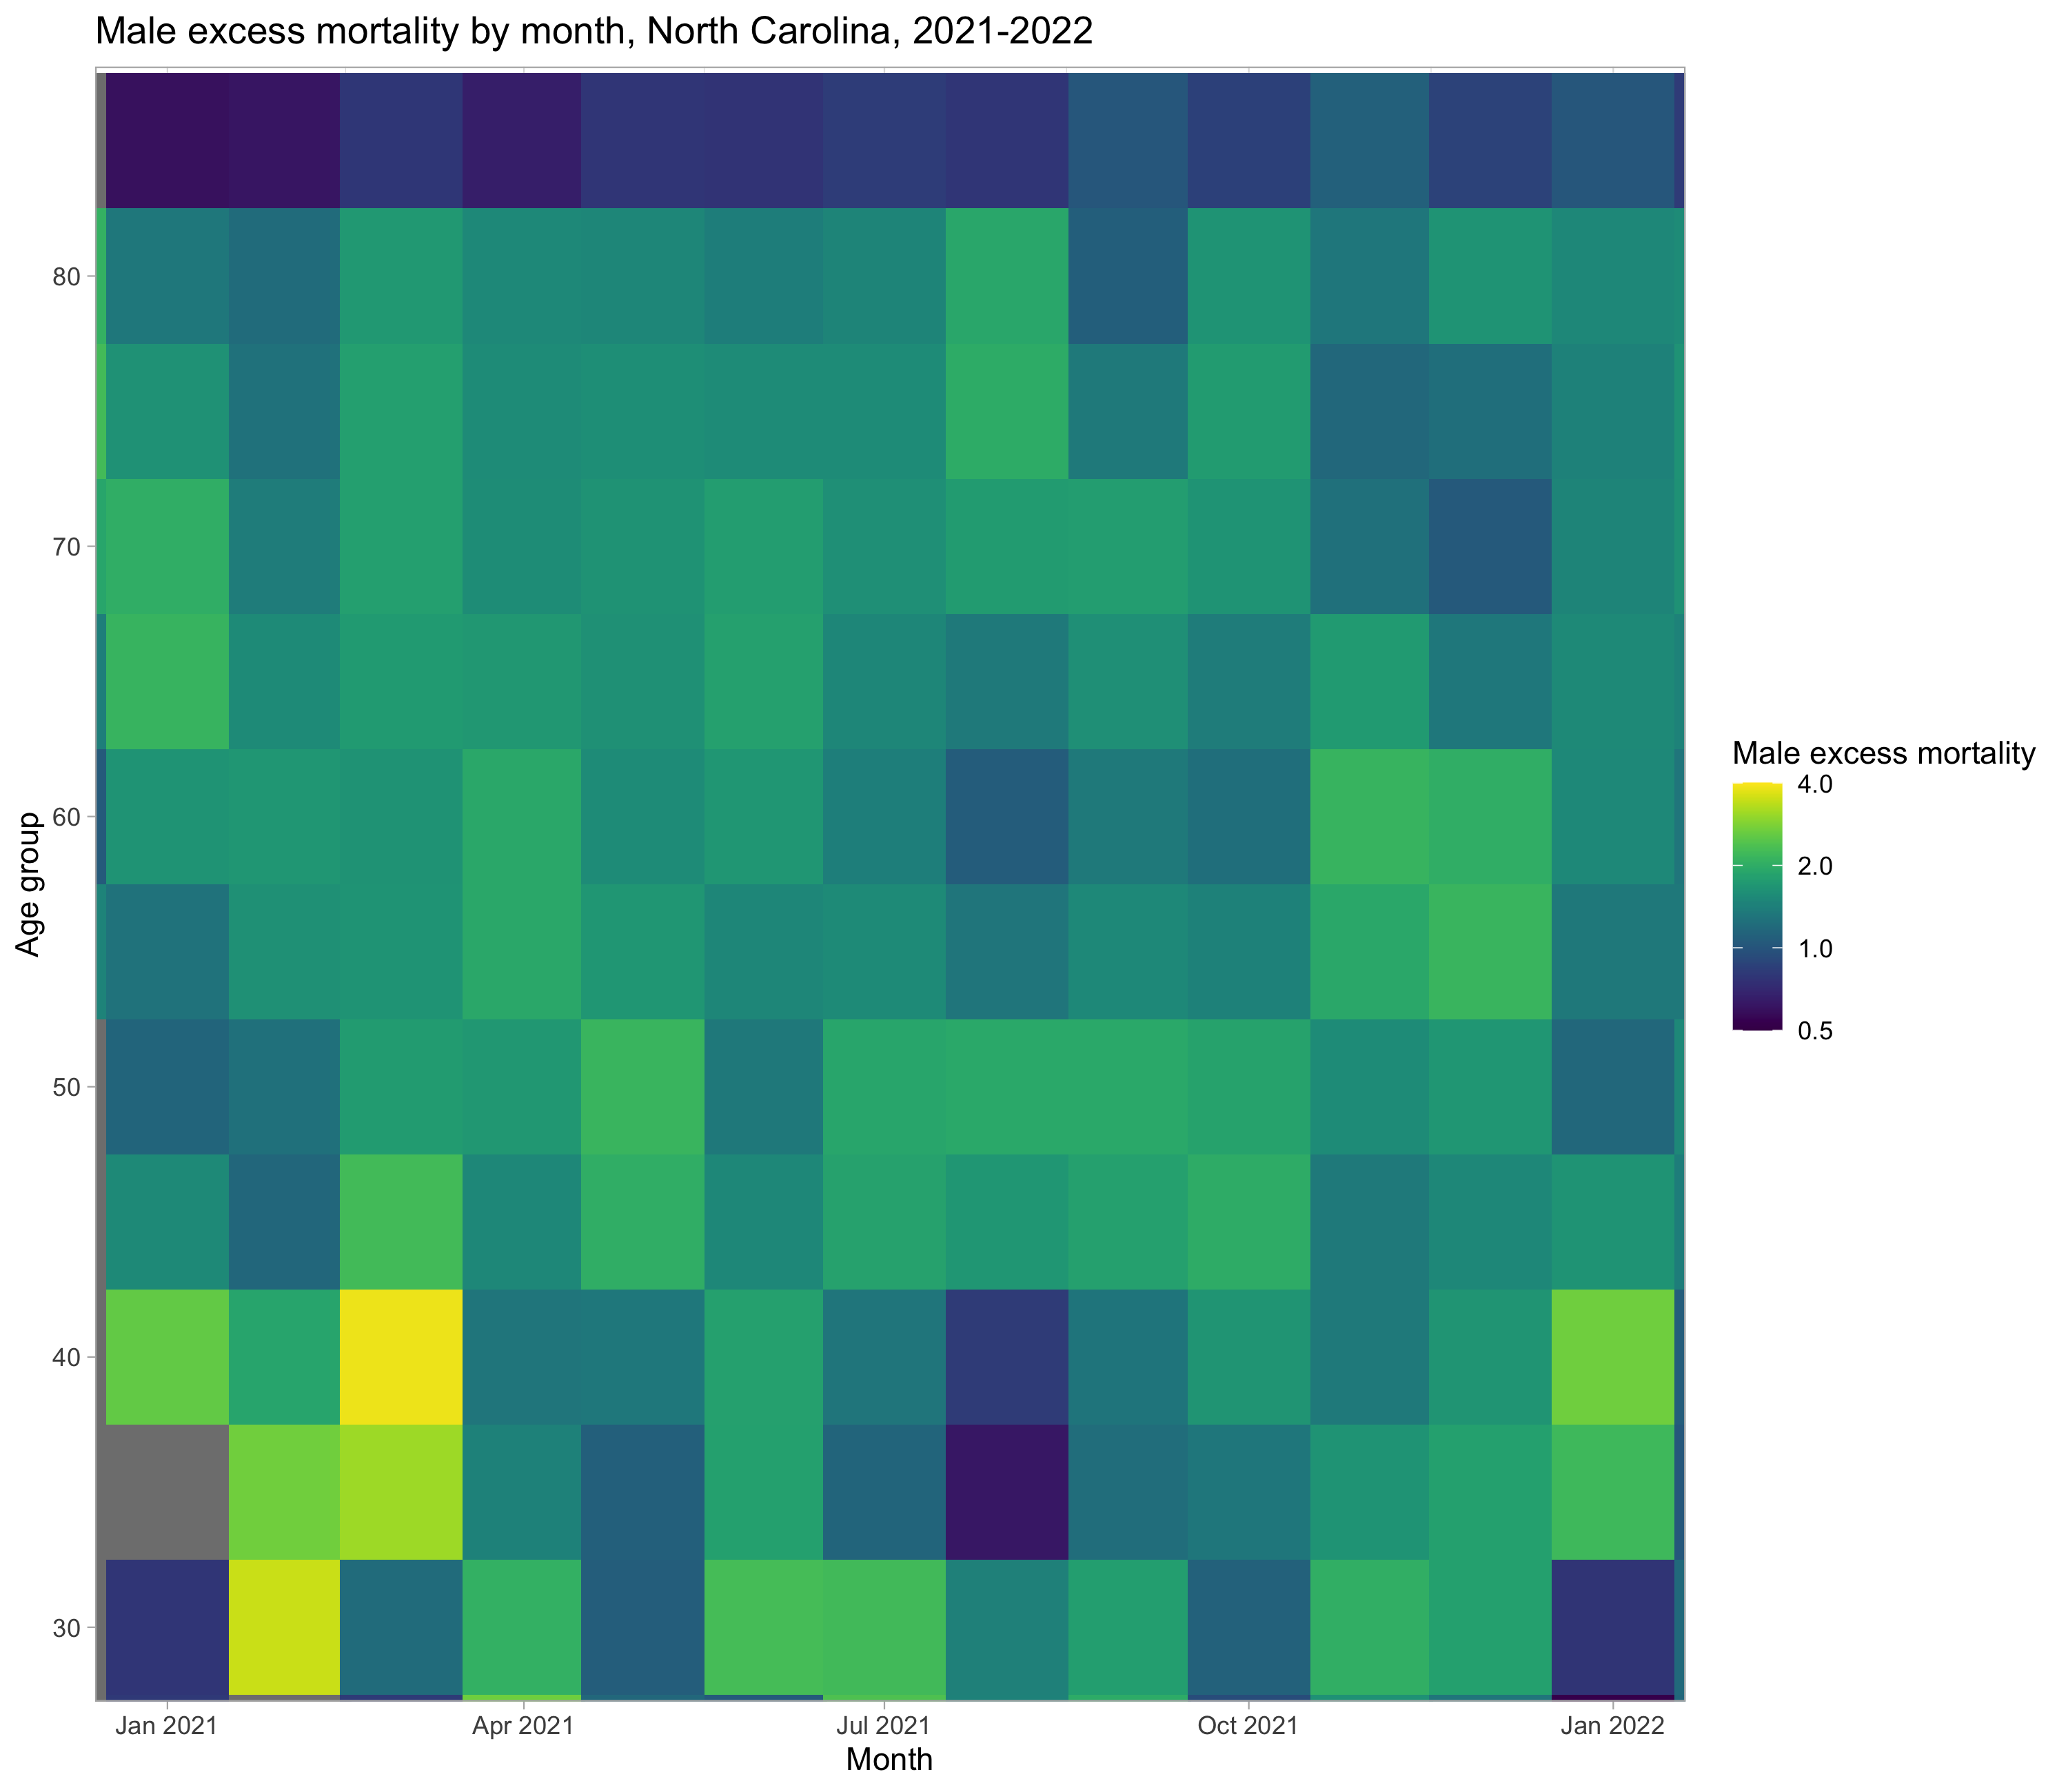 Male excess mortality by month, North Carolina, 2021-2022
80
70
60
50
40
30
Age group
Jan 2021
Apr 2021
Jul 2021
Oct 2021
Jan 2022
Month
Male excess mortality
4.0
2.0
1.0
0.5